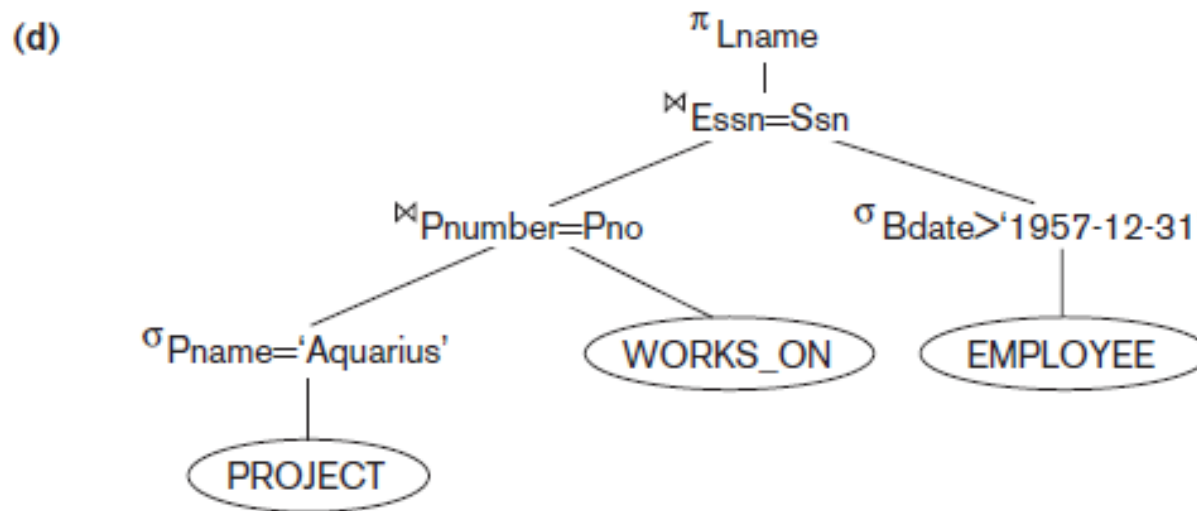 (d)
π Lname
⋈ Essn=Ssn
⋈ Pnumber=Pno
σ Bdate>‘1957-12-31
σ Pname=‘Aquarius’
WORKS_ON
EMPLOYEE
PROJECT